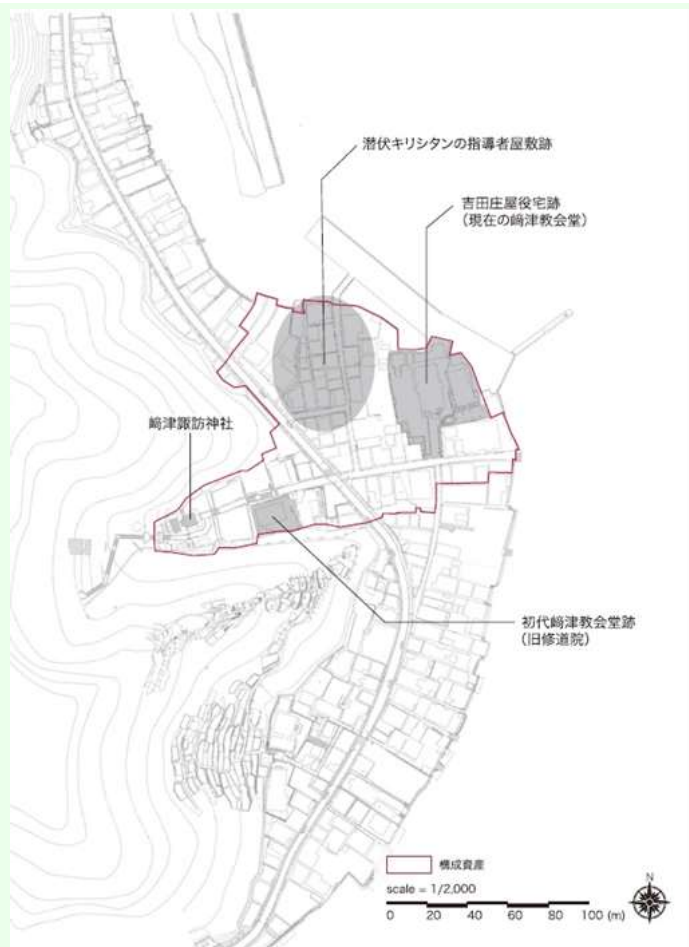 潜伏キリシタンの指導者屋敷跡
吉田庄屋役宅跡
(現在の﨑津教会堂)
﨑津諏訪神社
初代﨑津教会堂跡
(旧修道院)
構成資産
N
scale = 1/2,000
0 20 40 60 80 100 (m)